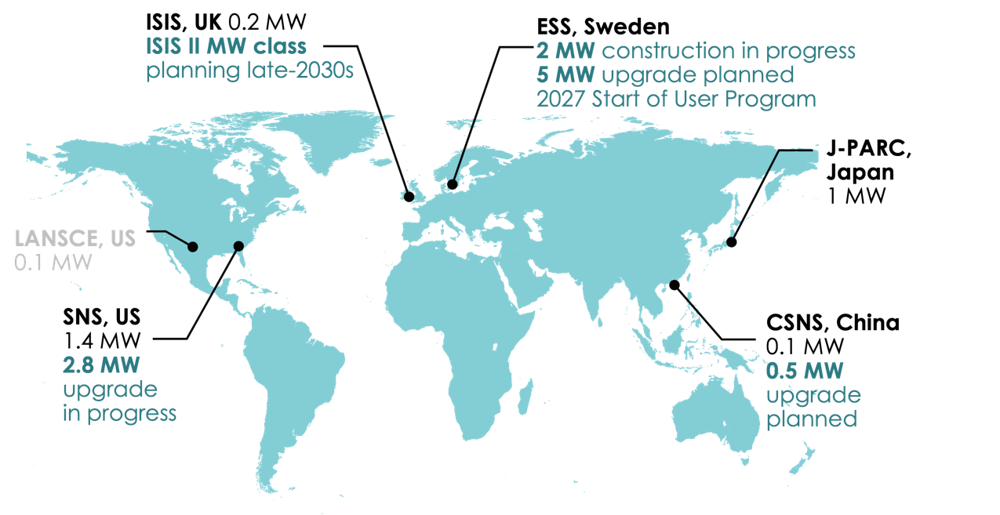 ISIS, UK 0.2 MW
ISIS II MW class
planning late-2030s
ESS, Sweden
2 MW construction in progress
5 MW upgrade planned
2027 Start of User Program
J-PARC,
Japan
1 MW
LANSCE, US
0.1 MW
SNS, US
1.4 MW
2.8 MW
upgrade
in progress
CSNS, China
0.1 MW
0.5 MW
upgrade
planned